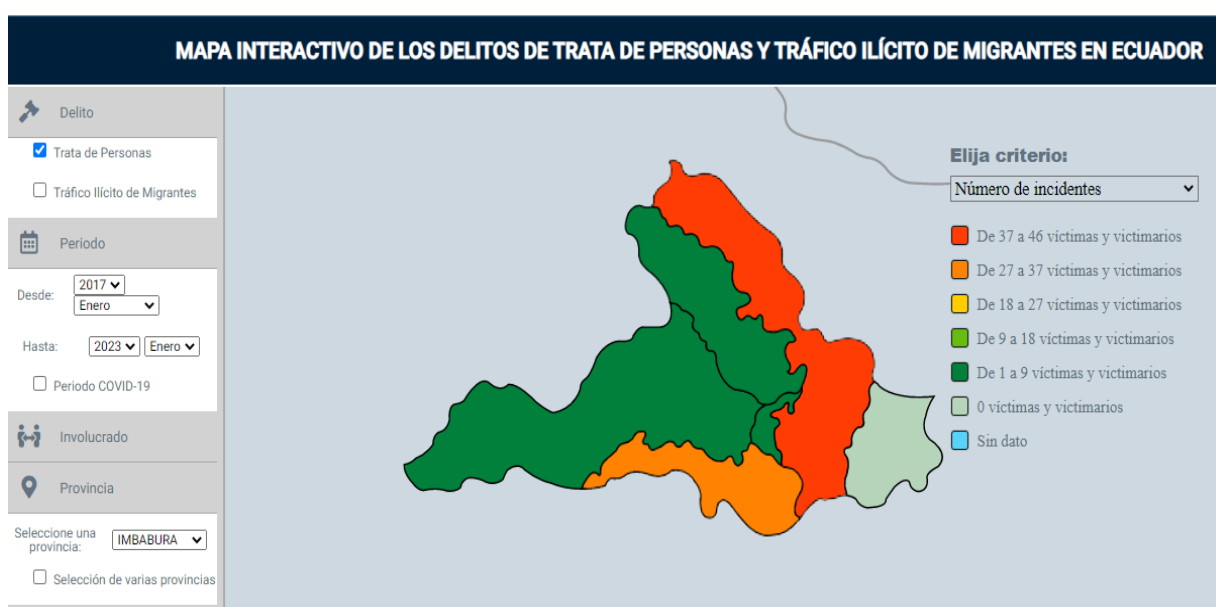 MAPA INTERACTIVO DE LOS DELITOS DE TRATA DE PERSONAS Y TRÁFICO ILÍCITO DE MIGRANTES EN ECUADOR
Delito
Trata de Personas
Tráfico Ilícito de Migrantes
Periodo
Desde:
2017
Enero
Hasta:
2023
Enero
Periodo COVID-19
Involucrado
Provincia
Seleccione una
provincia:
IMBABURA
Selección de varias provincias
Elija criterio:
Número de incidentes
De 37 a 46 víctimas y victimarios
De 27 a 37 víctimas y victimarios
De 18 a 27 víctimas y victimarios
De 9 a 18 víctimas y victimarios
De 1 a 9 víctimas y victimarios
0 víctimas y victimarios
Sin dato